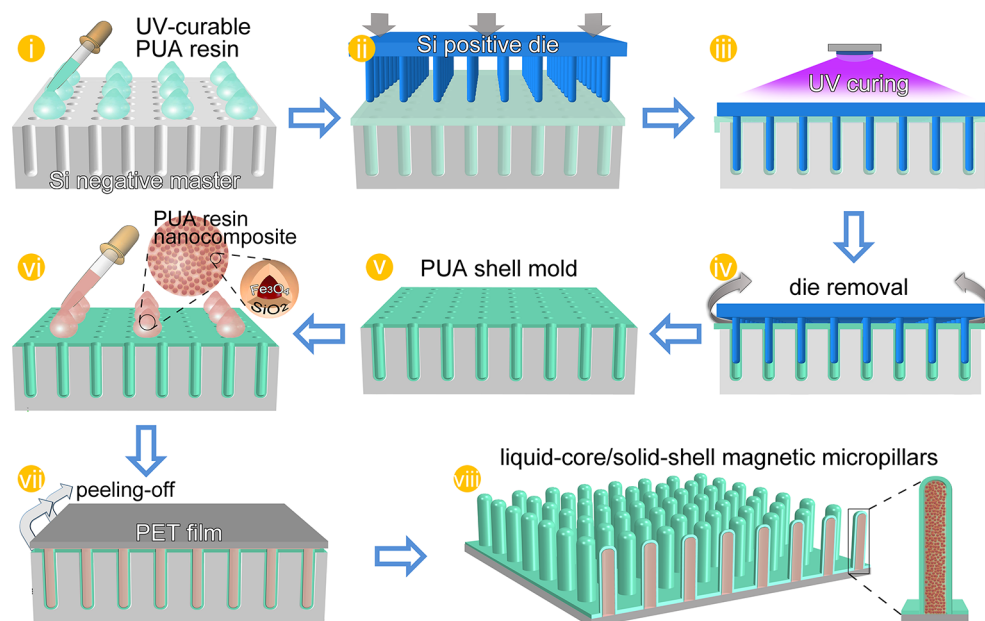 i
UV-curable
PUA resin
Si negative master
ii
Si positive die
iii
UV curing
iv
die removal
v
PUA shell mold
vi
PUA resin
nanocomposite
Fe₃O₄
SiO₂
vii
peeling-off
PET film
viii
liquid-core/solid-shell magnetic micropillars